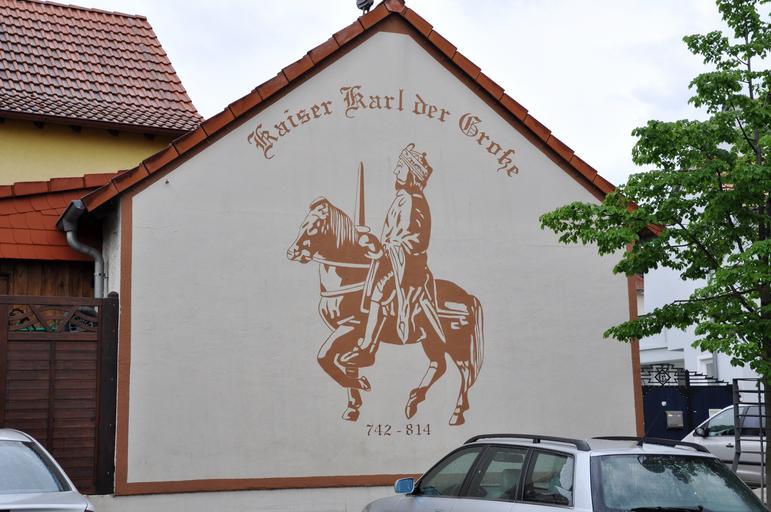 Kaiser Karl der Große
742 - 814